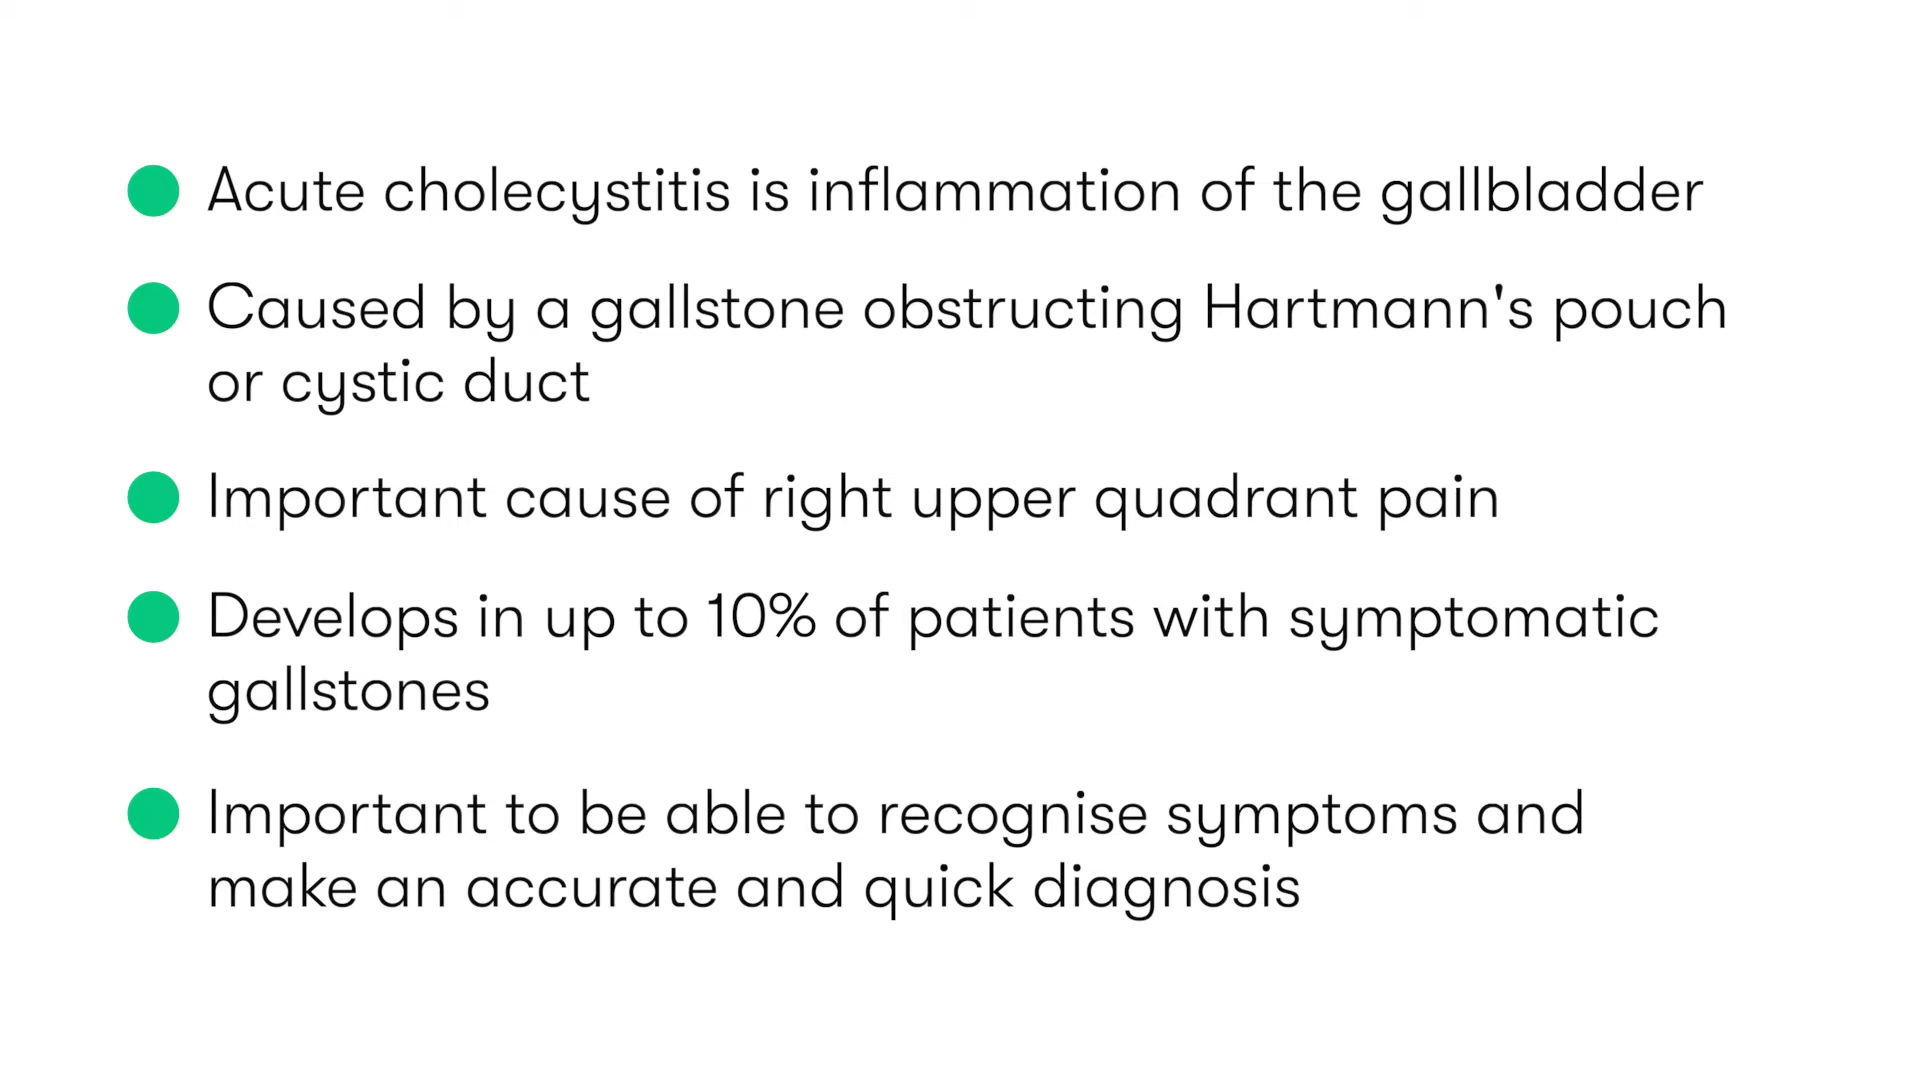 Acute cholecystitis is inflammation of the gallbladder
Caused by a gallstone obstructing Hartmann's pouch
or cystic duct
Important cause of right upper quadrant pain
Develops in up to 10% of patients with symptomatic
gallstones
Important to be able to recognise symptoms and
make an accurate and quick diagnosis